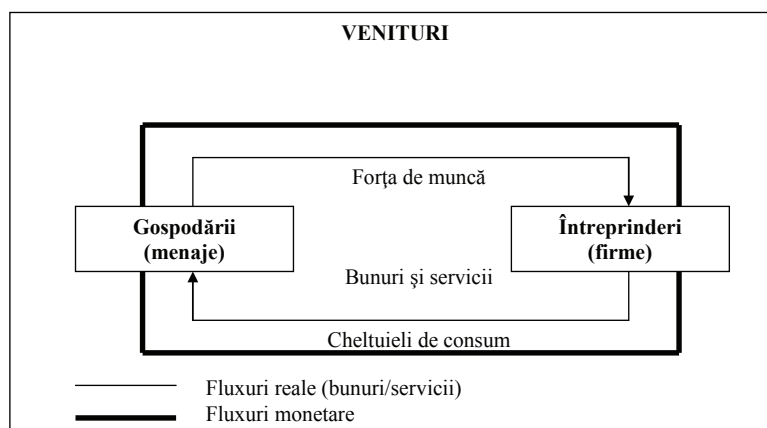 VENITURI
Forţa de muncă
Gospodării
(menaje)
Întreprinderi
(firme)
Bunuri şi servicii
Cheltuieli de consum
Fluxuri reale (bunuri/servicii)
Fluxuri monetare